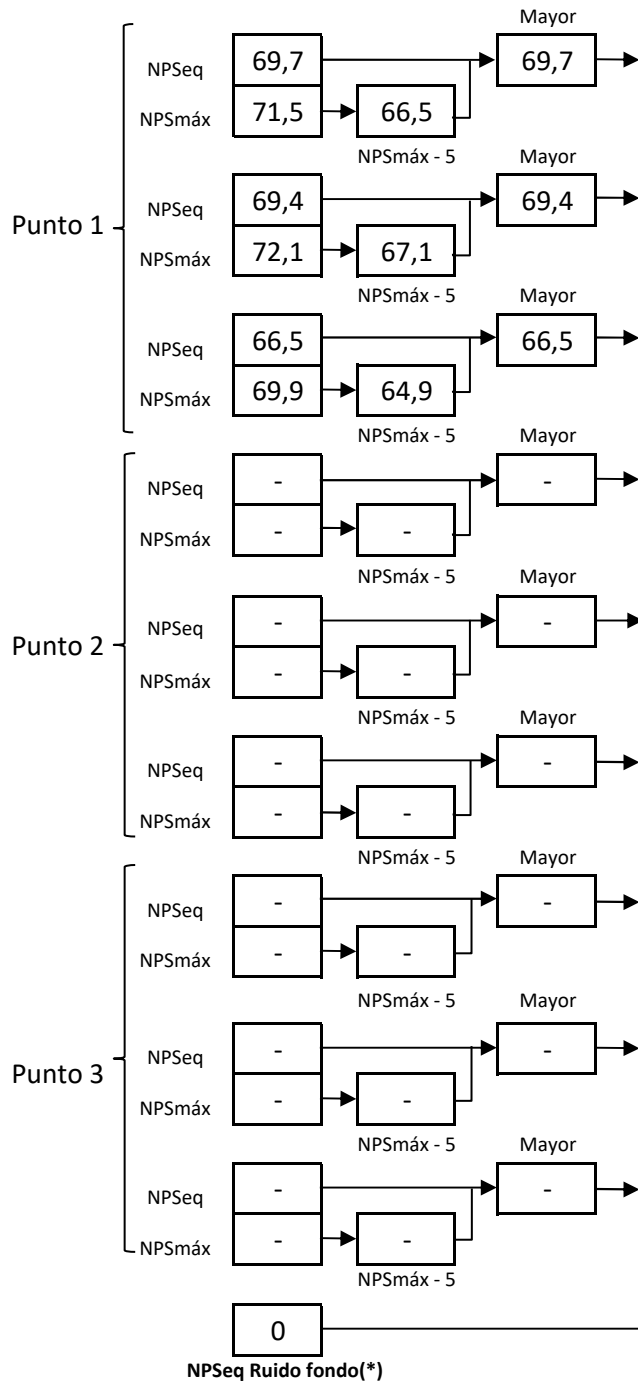 Mayor
NPSeq 69,7 69,7
NPSmáx 71,5 66,5
NPSmáx - 5 Mayor
Punto 1
NPSeq 69,4 69,4
NPSmáx 72,1 67,1
NPSmáx - 5 Mayor
NPSeq 66,5 66,5
NPSmáx 69,9 64,9
NPSmáx - 5 Mayor
NPSeq - -
NPSmáx - -
NPSmáx - 5 Mayor
Punto 2
NPSeq - -
NPSmáx - -
NPSmáx - 5 Mayor
NPSeq - -
NPSmáx - -
NPSmáx - 5 Mayor
NPSeq - -
NPSmáx - -
NPSmáx - 5 Mayor
Punto 3
NPSeq - -
NPSmáx - -
NPSmáx - 5 Mayor
NPSeq - -
NPSmáx - -
NPSmáx - 5
0
NPSeq Ruido fondo(*)